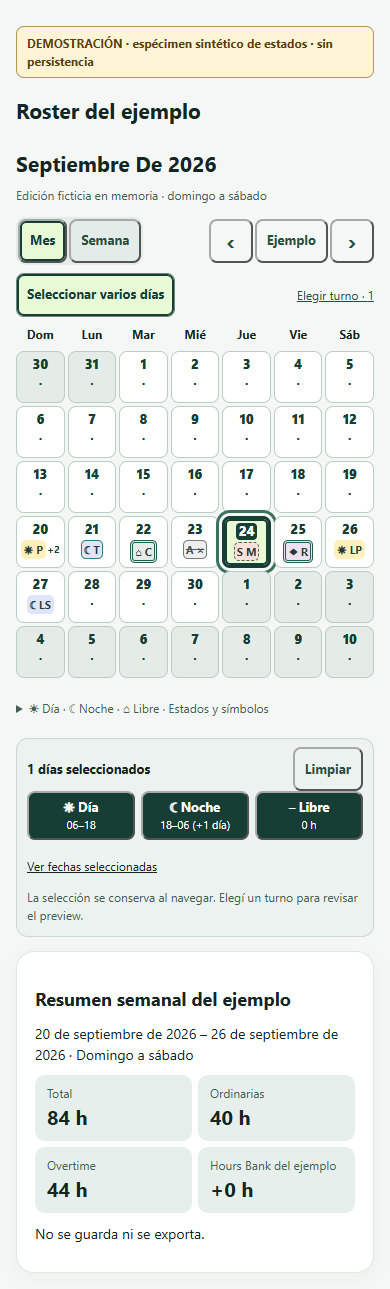 DEMOSTRACIÓN · espécimen sintético de estados · sin
persistencia
Roster del ejemplo
Septiembre De 2026
Edición ficticia en memoria · domingo a sábado
Mes Semana ‹ Ejemplo ›
Seleccionar varios días Elegir turno · 1
Dom Lun Mar Mié Jue Vie Sáb
30 31 1 2 3 4 5
· · · · · · ·
6 7 8 9 10 11 12
· · · · · · ·
13 14 15 16 17 18 19
· · · · · · ·
20 21 22 23 24 25 26
☀ P +2 ☾ T ⌂ C A × S M ◆ R ☀ LP
27 28 29 30 1 2 3
☾ LS · · · · · ·
4 5 6 7 8 9 10
· · · · · · ·
▶ ☀ Día · ☾ Noche · ⌂ Libre · Estados y símbolos
1 días seleccionados Limpiar
☀ Día ☾ Noche – Libre
06–18 18–06 (+1 día) 0 h
Ver fechas seleccionadas
La selección se conserva al navegar. Elegí un turno para revisar
el preview.
Resumen semanal del ejemplo
20 de septiembre de 2026 – 26 de septiembre de
2026 · Domingo a sábado
Total Ordinarias
84 h 40 h
Overtime Hours Bank del ejemplo
44 h +0 h
No se guarda ni se exporta.